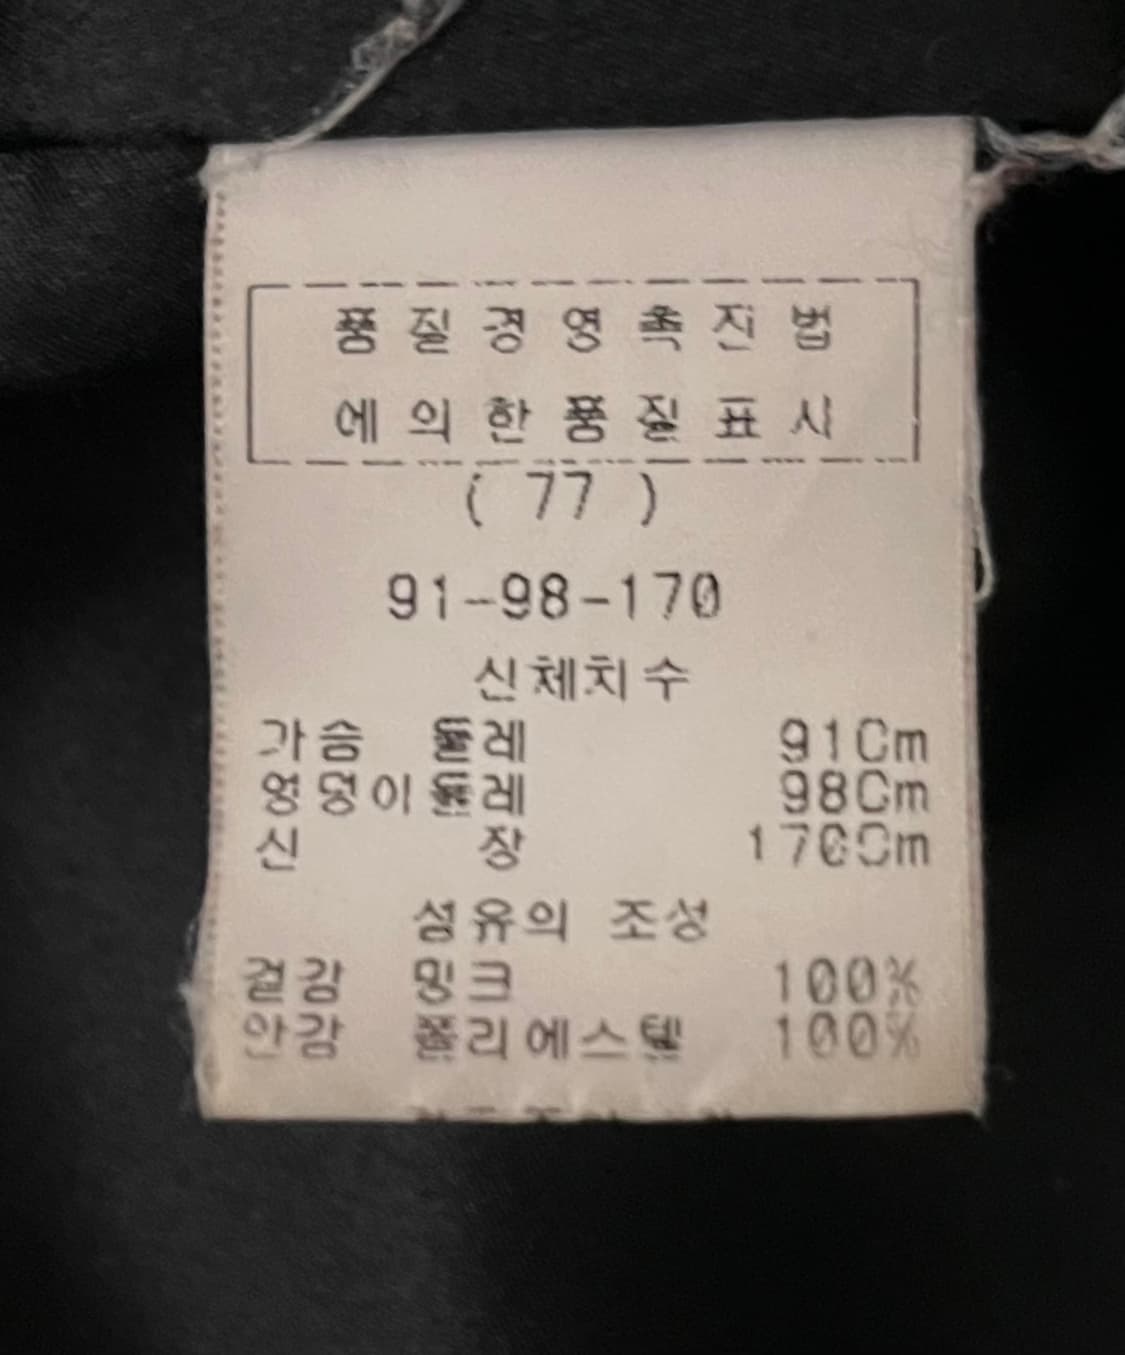 품질경영촉진법
에의한품질표시
( 77 )
91-98-170
신체치수
가슴 둘레 91Cm
엉덩이둘레 98Cm
신 장 170Cm
섬유의 조성
겉감 밍크 100%
안감 폴리에스텔 100%